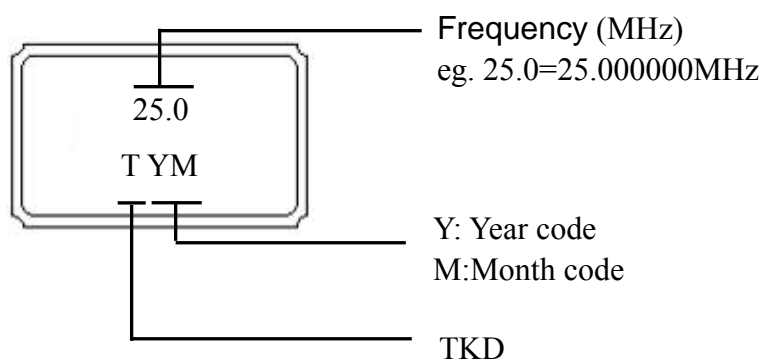 Frequency (MHz)
eg. 25.0=25.000000MHz
25.0
T YM
Y: Year code
M:Month code
TKD